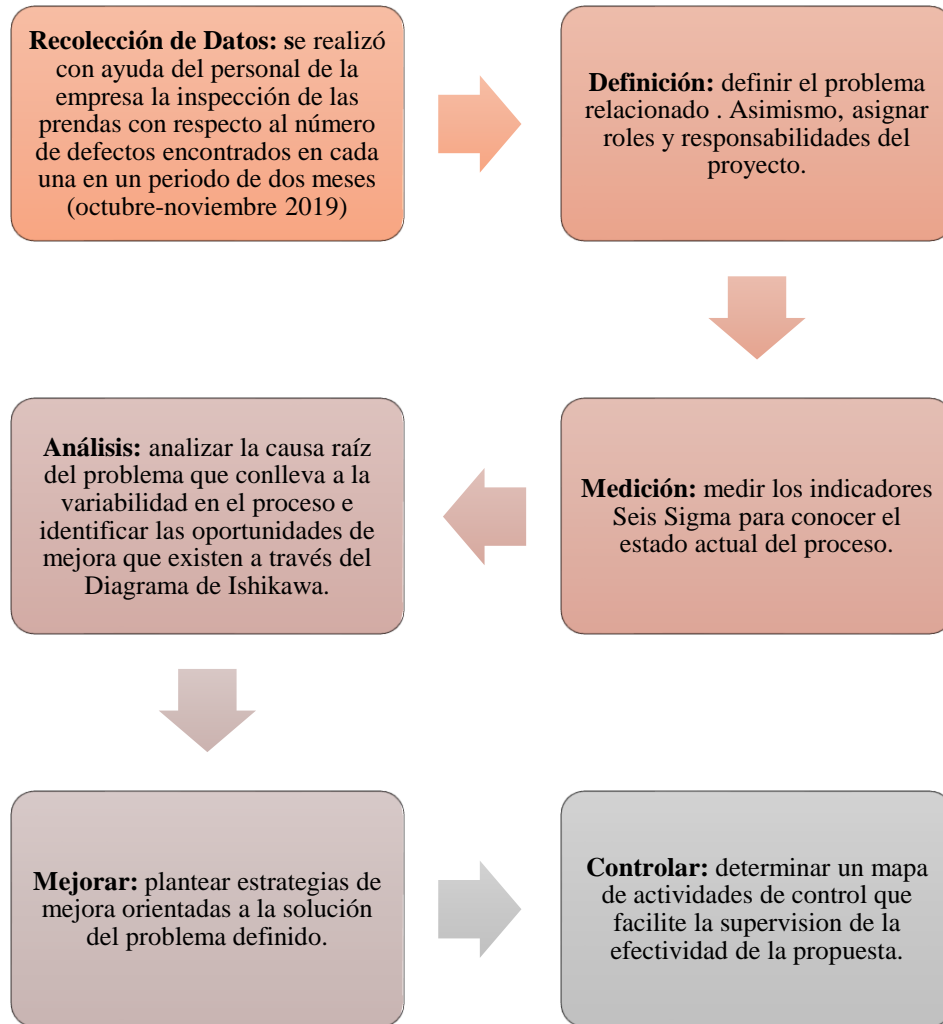 Recolección de Datos: se realizó
con ayuda del personal de la
empresa la inspección de las
prendas con respecto al número
de defectos encontrados en cada
una en un periodo de dos meses
(octubre-noviembre 2019)
Definición: definir el problema
relacionado . Asimismo, asignar
roles y responsabilidades del
proyecto.
Medición: medir los indicadores
Seis Sigma para conocer el
estado actual del proceso.
Análisis: analizar la causa raíz
del problema que conlleva a la
variabilidad en el proceso e
identificar las oportunidades de
mejora que existen a través del
Diagrama de Ishikawa.
Mejorar: plantear estrategias de
mejora orientadas a la solución
del problema definido.
Controlar: determinar un mapa
de actividades de control que
facilite la supervision de la
efectividad de la propuesta.